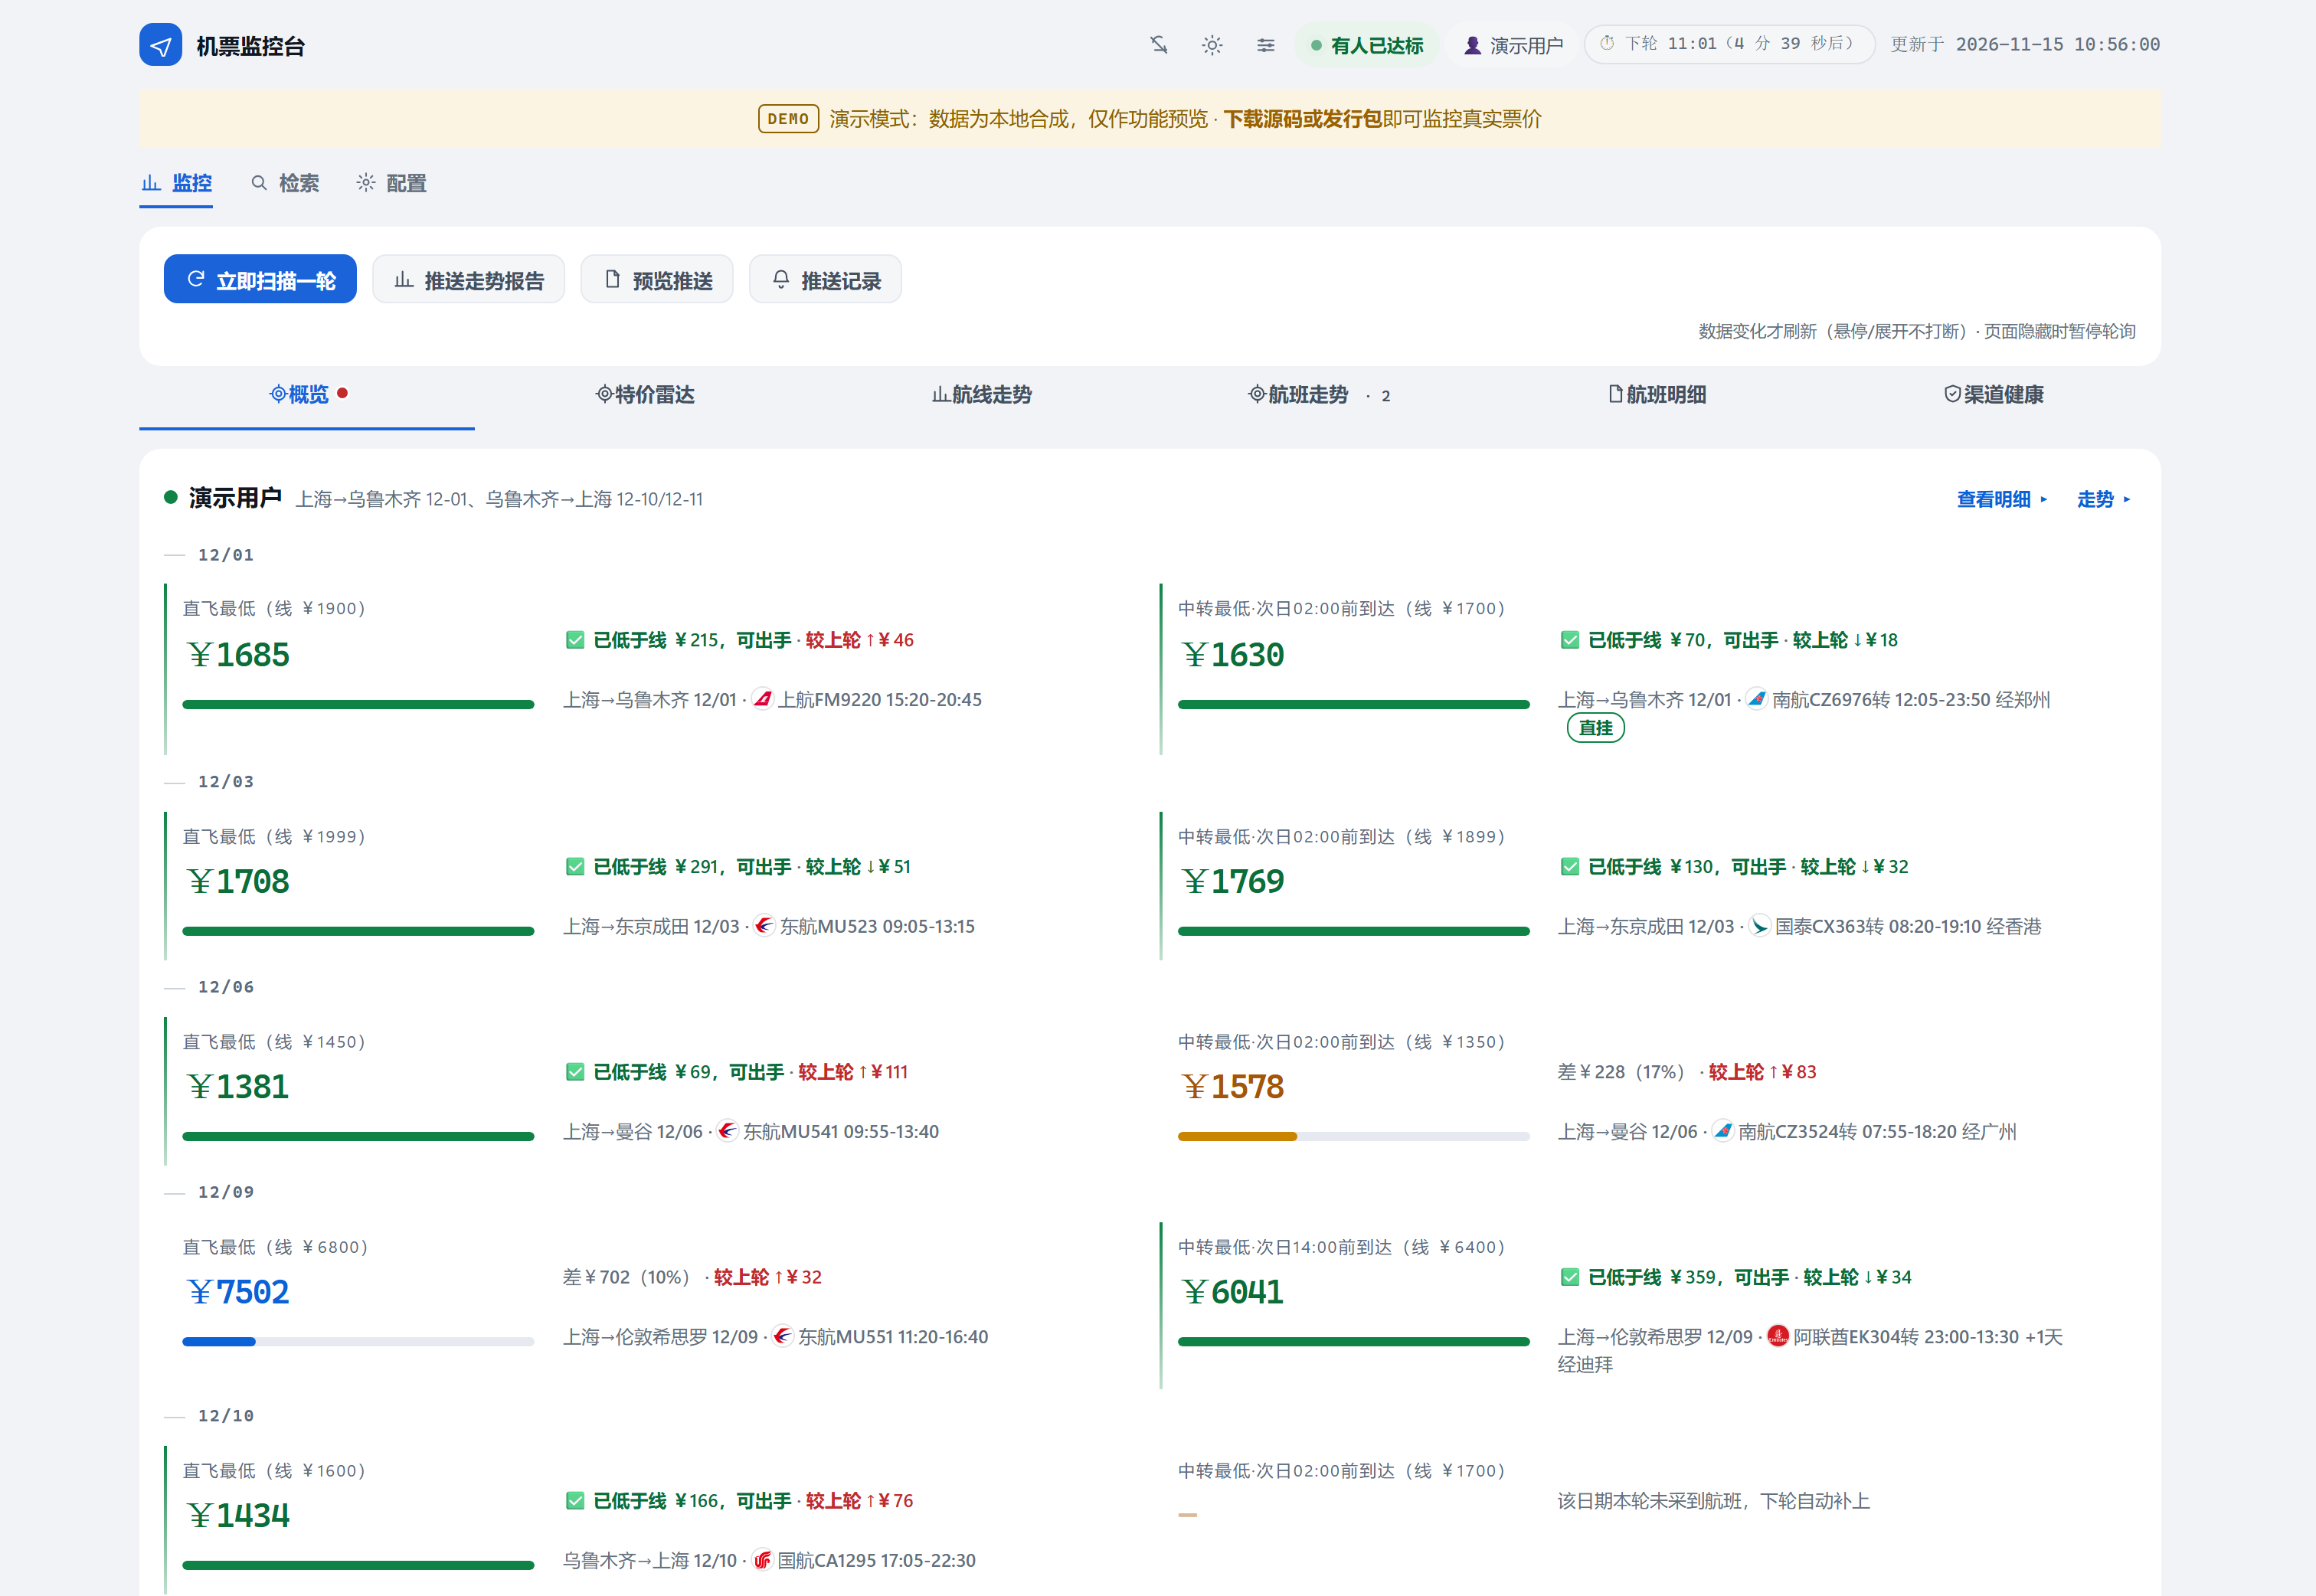 机票监控台
有人已达标
演示用户
下轮 11:01（4 分 39 秒后）
更新于 2026-11-15 10:56:00
DEMO 演示模式：数据为本地合成，仅作功能预览 · 下载源码或发行包即可监控真实票价
监控
检索
配置
立即扫描一轮
推送走势报告
预览推送
推送记录
数据变化才刷新（悬停/展开不打断）· 页面隐藏时暂停轮询
概览
特价雷达
航线走势
航班走势 · 2
航班明细
渠道健康
演示用户 上海→乌鲁木齐 12-01、乌鲁木齐→上海 12-10/12-11
查看明细 ▸
走势 ▸
12/01
直飞最低（线 ¥1900）
¥1685
✅ 已低于线 ¥215，可出手 · 较上轮 ↑¥46
上海→乌鲁木齐 12/01 · 上航FM9220 15:20-20:45
中转最低·次日02:00前到达（线 ¥1700）
¥1630
✅ 已低于线 ¥70，可出手 · 较上轮 ↓¥18
上海→乌鲁木齐 12/01 · 南航CZ6976转 12:05-23:50 经郑州
直挂
12/03
直飞最低（线 ¥1999）
¥1708
✅ 已低于线 ¥291，可出手 · 较上轮 ↓¥51
上海→东京成田 12/03 · 东航MU523 09:05-13:15
中转最低·次日02:00前到达（线 ¥1899）
¥1769
✅ 已低于线 ¥130，可出手 · 较上轮 ↓¥32
上海→东京成田 12/03 · 国泰CX363转 08:20-19:10 经香港
12/06
直飞最低（线 ¥1450）
¥1381
✅ 已低于线 ¥69，可出手 · 较上轮 ↑¥111
上海→曼谷 12/06 · 东航MU541 09:55-13:40
中转最低·次日02:00前到达（线 ¥1350）
¥1578
差¥228（17%） · 较上轮 ↑¥83
上海→曼谷 12/06 · 南航CZ3524转 07:55-18:20 经广州
12/09
直飞最低（线 ¥6800）
¥7502
差¥702（10%） · 较上轮 ↑¥32
上海→伦敦希思罗 12/09 · 东航MU551 11:20-16:40
中转最低·次日14:00前到达（线 ¥6400）
¥6041
✅ 已低于线 ¥359，可出手 · 较上轮 ↓¥34
上海→伦敦希思罗 12/09 · 阿联酋EK304转 23:00-13:30 +1天
经迪拜
12/10
直飞最低（线 ¥1600）
¥1434
✅ 已低于线 ¥166，可出手 · 较上轮 ↑¥76
乌鲁木齐→上海 12/10 · 国航CA1295 17:05-22:30
中转最低·次日02:00前到达（线 ¥1700）
—
该日期本轮未采到航班，下轮自动补上